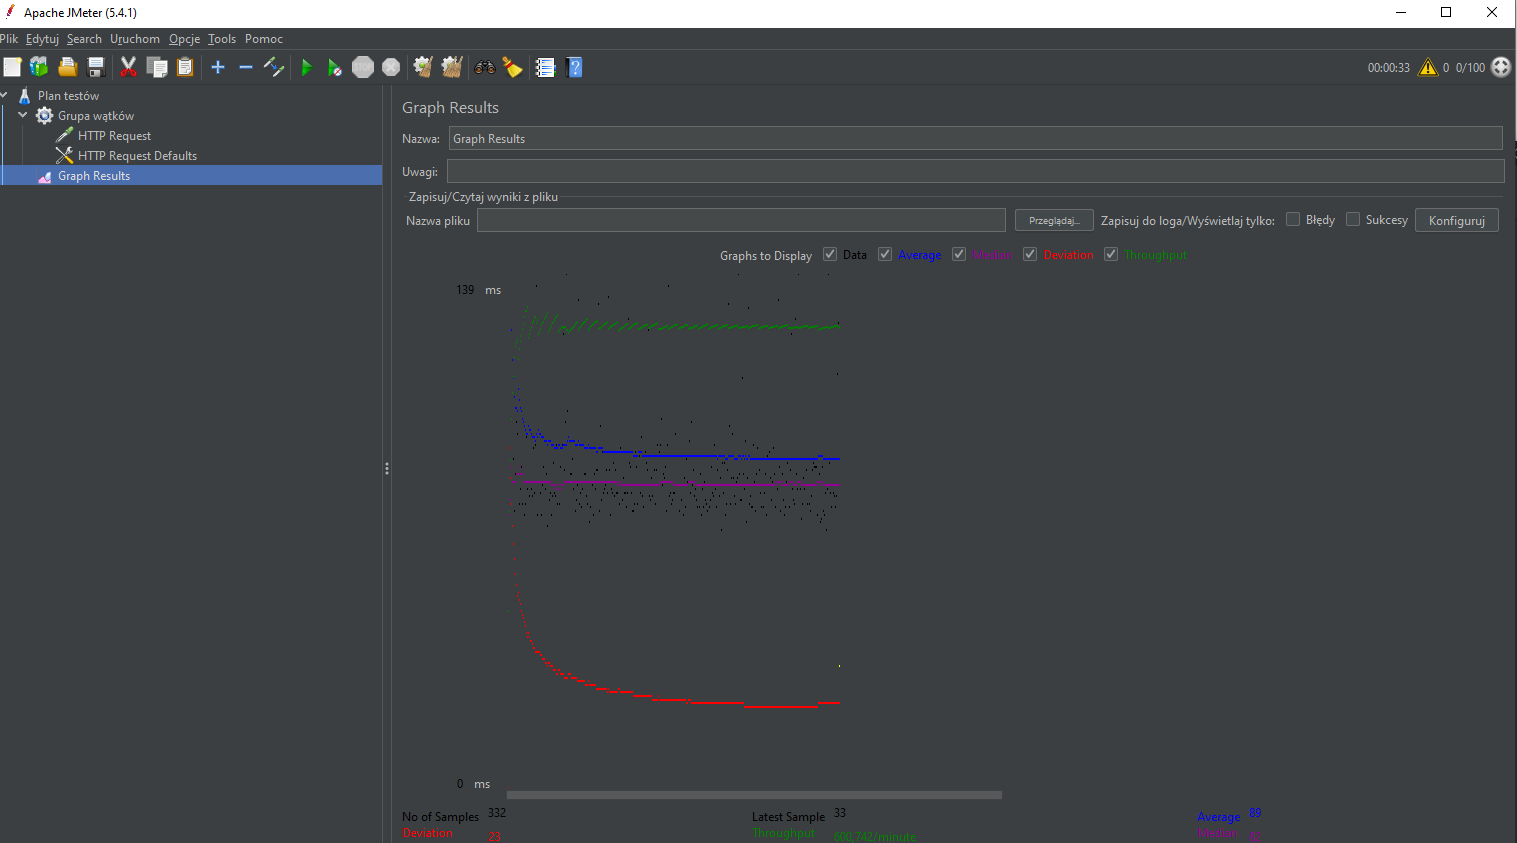 Apache JMeter (5.4.1)
Plik Edytuj Search Uruchom Opcje Tools Pomoc
00:00:33 0 0/100
Plan testów
Grupa wątków
HTTP Request
HTTP Request Defaults
Graph Results
Graph Results
Nazwa: Graph Results
Uwagi:
Zapisuj/Czytaj wyniki z pliku
Nazwa pliku Przeglądaj... Zapisuj do loga/Wyświetlaj tylko: Błędy Sukcesy Konfiguruj
Graphs to Display Data Average Median Deviation Throughput
139 ms
0 ms
No of Samples 332 Latest Sample 33 Average 89
Deviation 23 Throughput 600,742/minute Median